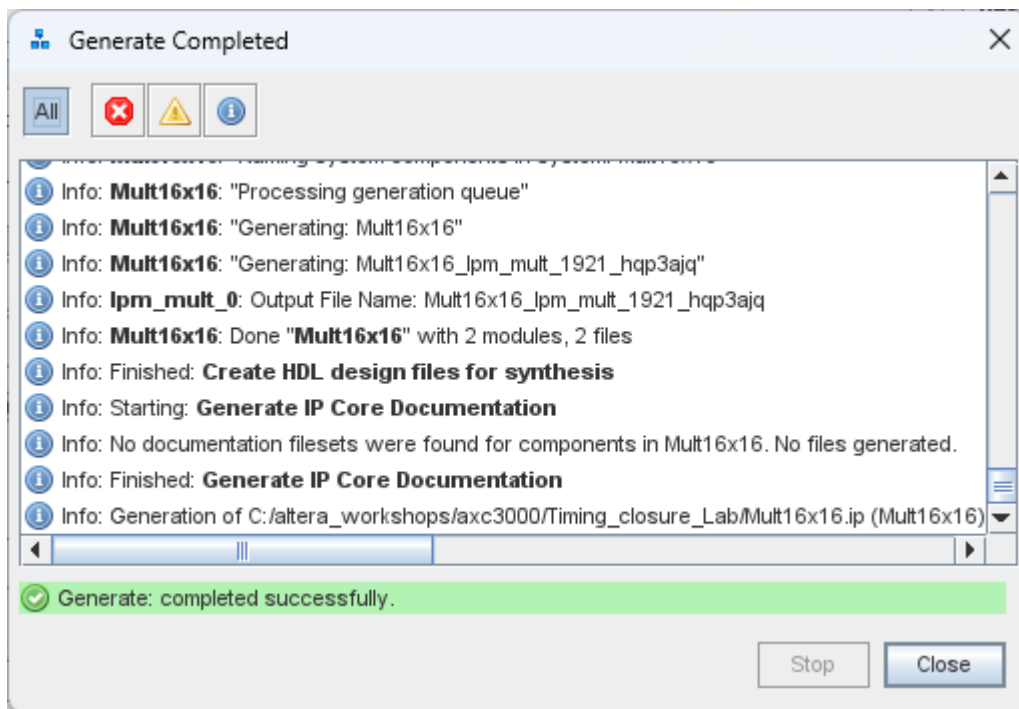 Generate Completed
All
Info: Mult16x16: "Processing generation queue"
Info: Mult16x16: "Generating: Mult16x16"
Info: Mult16x16: "Generating: Mult16x16_lpm_mult_1921_hqp3ajq"
Info: lpm_mult_0: Output File Name: Mult16x16_lpm_mult_1921_hqp3ajq
Info: Mult16x16: Done "Mult16x16" with 2 modules, 2 files
Info: Finished: Create HDL design files for synthesis
Info: Starting: Generate IP Core Documentation
Info: No documentation filesets were found for components in Mult16x16. No files generated.
Info: Finished: Generate IP Core Documentation
Info: Generation of C:/altera_workshops/axc3000/Timing_closure_Lab/Mult16x16.ip (Mult16x16)
Generate: completed successfully.
Stop Close